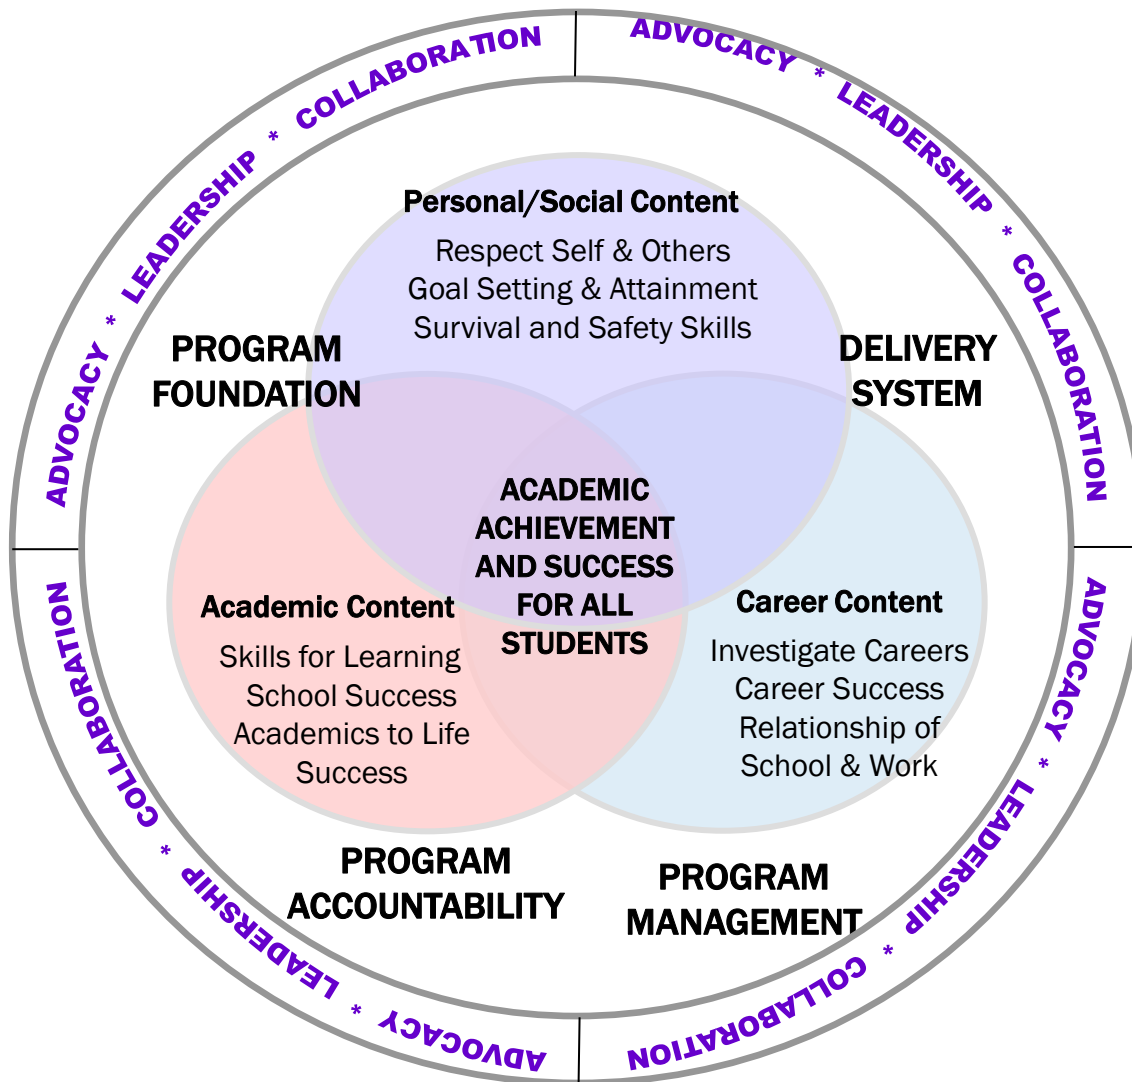 ADVOCACY * LEADERSHIP * COLLABORATION
ADVOCACY * LEADERSHIP * COLLABORATION
Personal/Social Content
Respect Self & Others
Goal Setting & Attainment
Survival and Safety Skills
PROGRAM
FOUNDATION
DELIVERY
SYSTEM
ACADEMIC
ACHIEVEMENT
AND SUCCESS
FOR ALL
STUDENTS
Academic Content
Skills for Learning
School Success
Academics to Life
Success
Career Content
Investigate Careers
Career Success
Relationship of
School & Work
PROGRAM
ACCOUNTABILITY
PROGRAM
MANAGEMENT
ADVOCACY * LEADERSHIP * COLLABORATION
ADVOCACY * LEADERSHIP * COLLABORATION